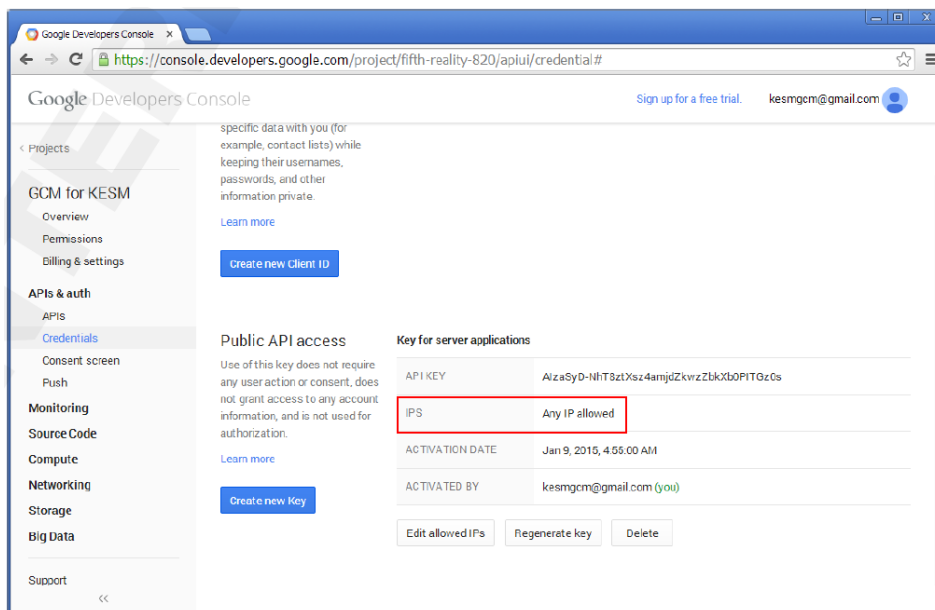 Google Developers Console
https://console.developers.google.com/project/fifth-reality-820/apiui/credential#
Google Developers Console
Sign up for a free trial.
kesmgcm@gmail.com
< Projects
GCM for KESM
Overview
Permissions
Billing & settings
APIs & auth
APIs
Credentials
Consent screen
Push
Monitoring
Source Code
Compute
Networking
Storage
Big Data
Support
<<
specific data with you (for
example, contact lists) while
keeping their usernames,
passwords, and other
information private.
Learn more
Create new Client ID
Public API access
Use of this key does not require
any user action or consent, does
not grant access to any account
information, and is not used for
authorization.
Learn more
Create new Key
Key for server applications
API KEY AIzaSyD-NhT8ztXsz4amjdZkwzZbkXb0PITGz0s
IPS Any IP allowed
ACTIVATION DATE Jan 9, 2015, 4:55:00 AM
ACTIVATED BY kesmgcm@gmail.com (you)
Edit allowed IPs Regenerate key Delete